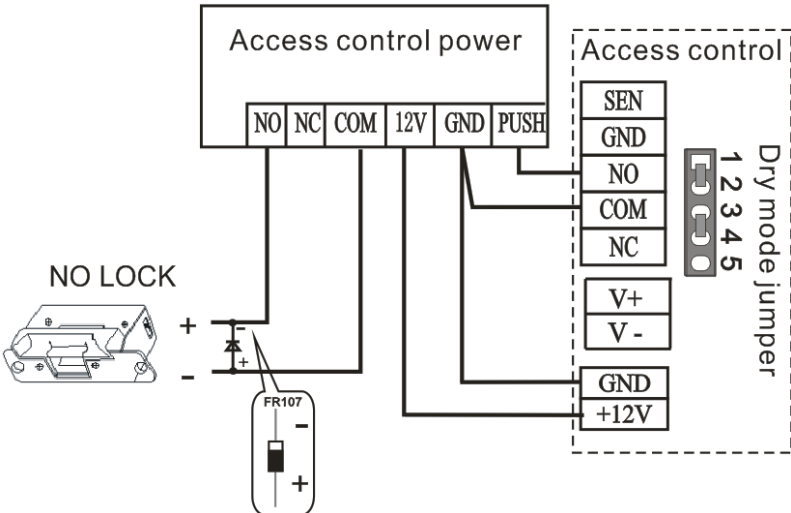 Access control power
NO NC COM 12V GND PUSH
Access control
SEN
GND
NO
COM
NC
V+
V -
GND
+12V
1 2 3 4 5
Dry mode jumper
NO LOCK
+
-
-
+
FR107
-
+